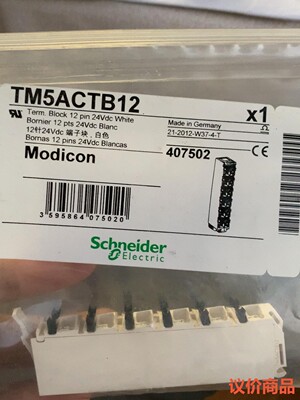 TM5ACTB12
x1
Term. Block 12 pin 24Vdc White
Bornier 12 pts 24Vdc Blanc
12针24Vdc 端子块，白色
Bornas 12 pins 24Vdc Blancas
Made in Germany
21-2012-W37-4-T
Modicon
407502
CE
3 595864 075020
Schneider
Electric
议价商品